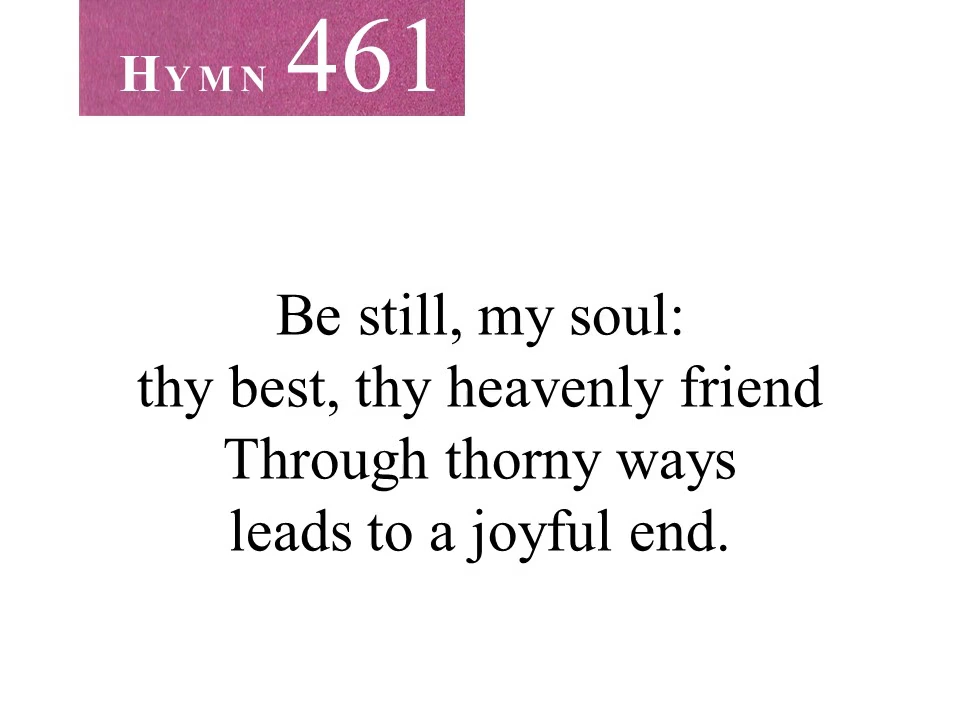 HYMN 461
Be still, my soul:
thy best, thy heavenly friend
Through thorny ways
leads to a joyful end.